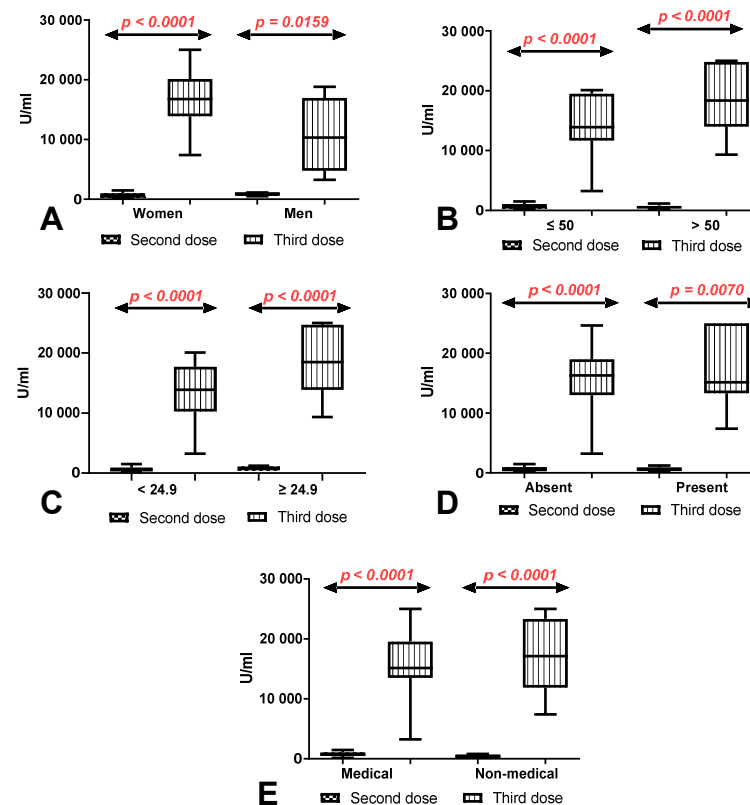 p < 0.0001 p = 0.0159
30 000
20 000
10 000
0
U/ml
Women Men
A
Second dose Third dose
p < 0.0001 p < 0.0001
30 000
20 000
10 000
0
U/ml
≤ 50 > 50
B
Second dose Third dose
p < 0.0001 p < 0.0001
30 000
20 000
10 000
0
U/ml
< 24.9 ≥ 24.9
C
Second dose Third dose
p < 0.0001 p = 0.0070
30 000
20 000
10 000
0
U/ml
Absent Present
D
Second dose Third dose
p < 0.0001 p < 0.0001
30 000
20 000
10 000
0
U/ml
Medical Non-medical
E
Second dose Third dose